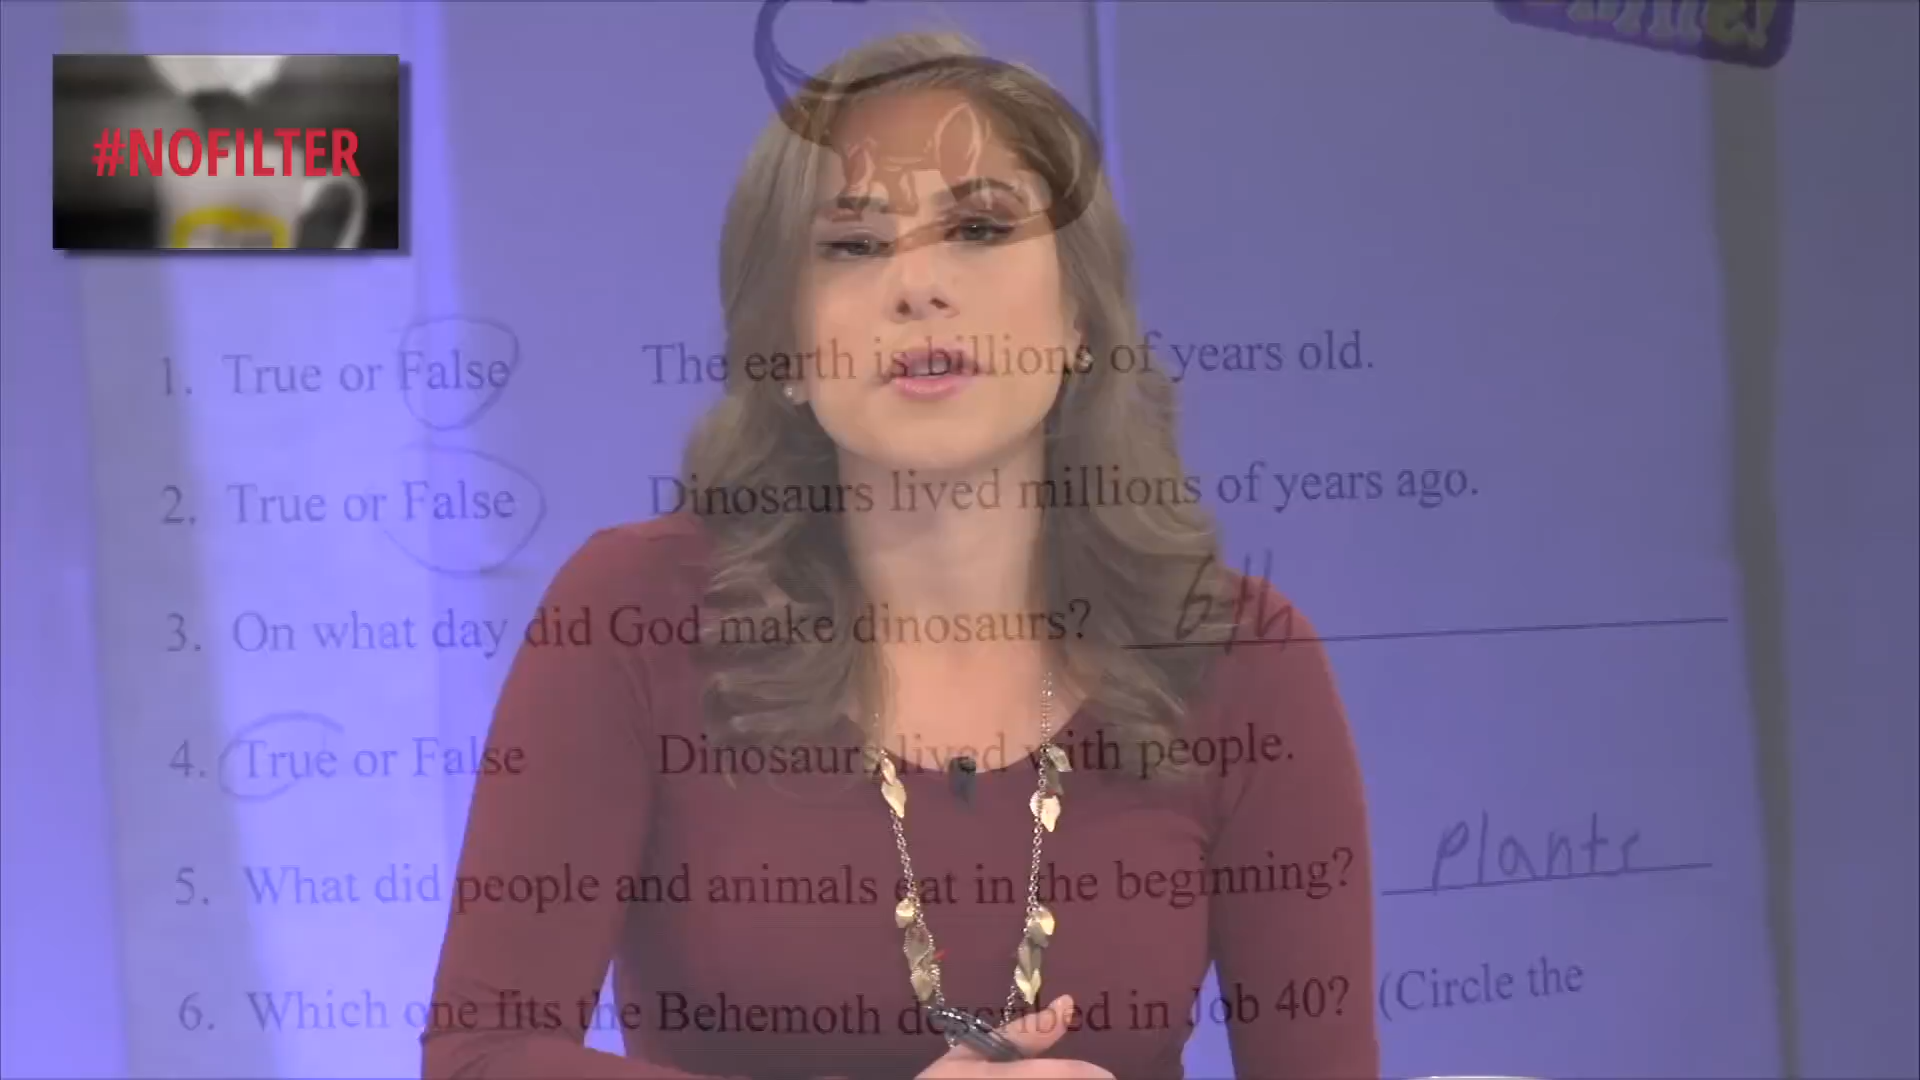 #NOFILTER
1. True or False The earth is billions of years old.
2. True or False Dinosaurs lived millions of years ago.
3. On what day did God make dinosaurs? 6th
4. True or False Dinosaurs lived with people.
5. What did people and animals eat in the beginning? Plants
6. Which one fits the Behemoth described in Job 40? (Circle the